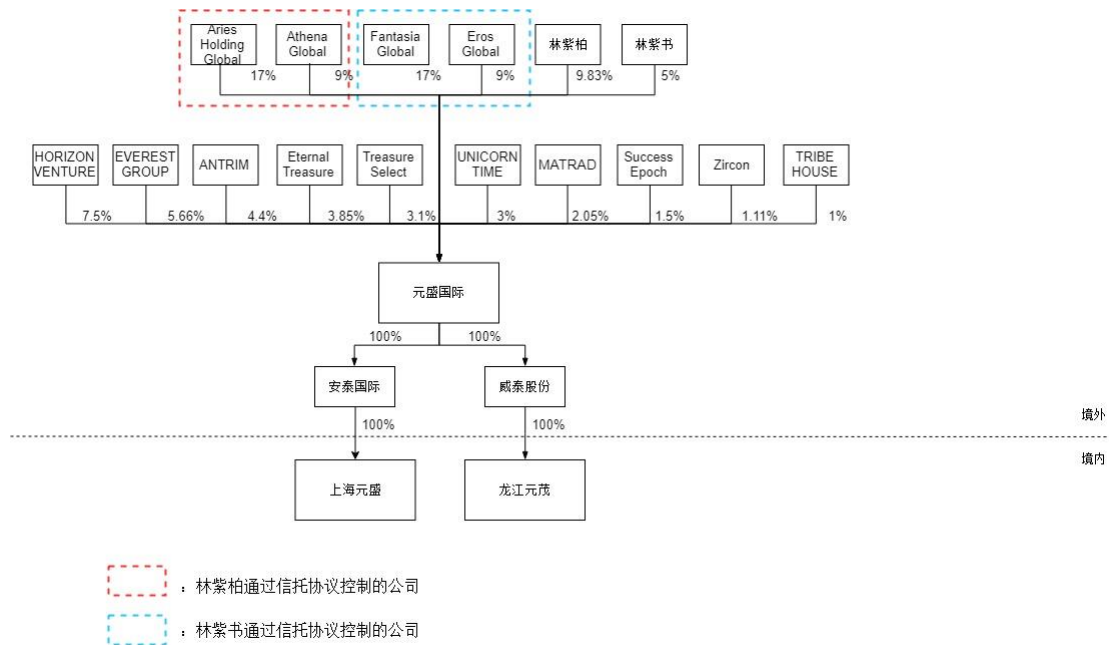 Aries
Holding
Global
Athena
Global
Fantasia
Global
Eros
Global
林紫柏
林紫书
17%
9%
17%
9%
9.83%
5%
HORIZON
VENTURE
EVEREST
GROUP
ANTRIM
Eternal
Treasure
Treasure
Select
UNICORN
TIME
MATRAD
Success
Epoch
Zircon
TRIBE
HOUSE
7.5%
5.66%
4.4%
3.85%
3.1%
3%
2.05%
1.5%
1.11%
1%
元盛国际
100%
100%
安泰国际
威泰股份
境外
100%
100%
境内
上海元盛
龙江元茂
：林紫柏通过信托协议控制的公司
：林紫书通过信托协议控制的公司